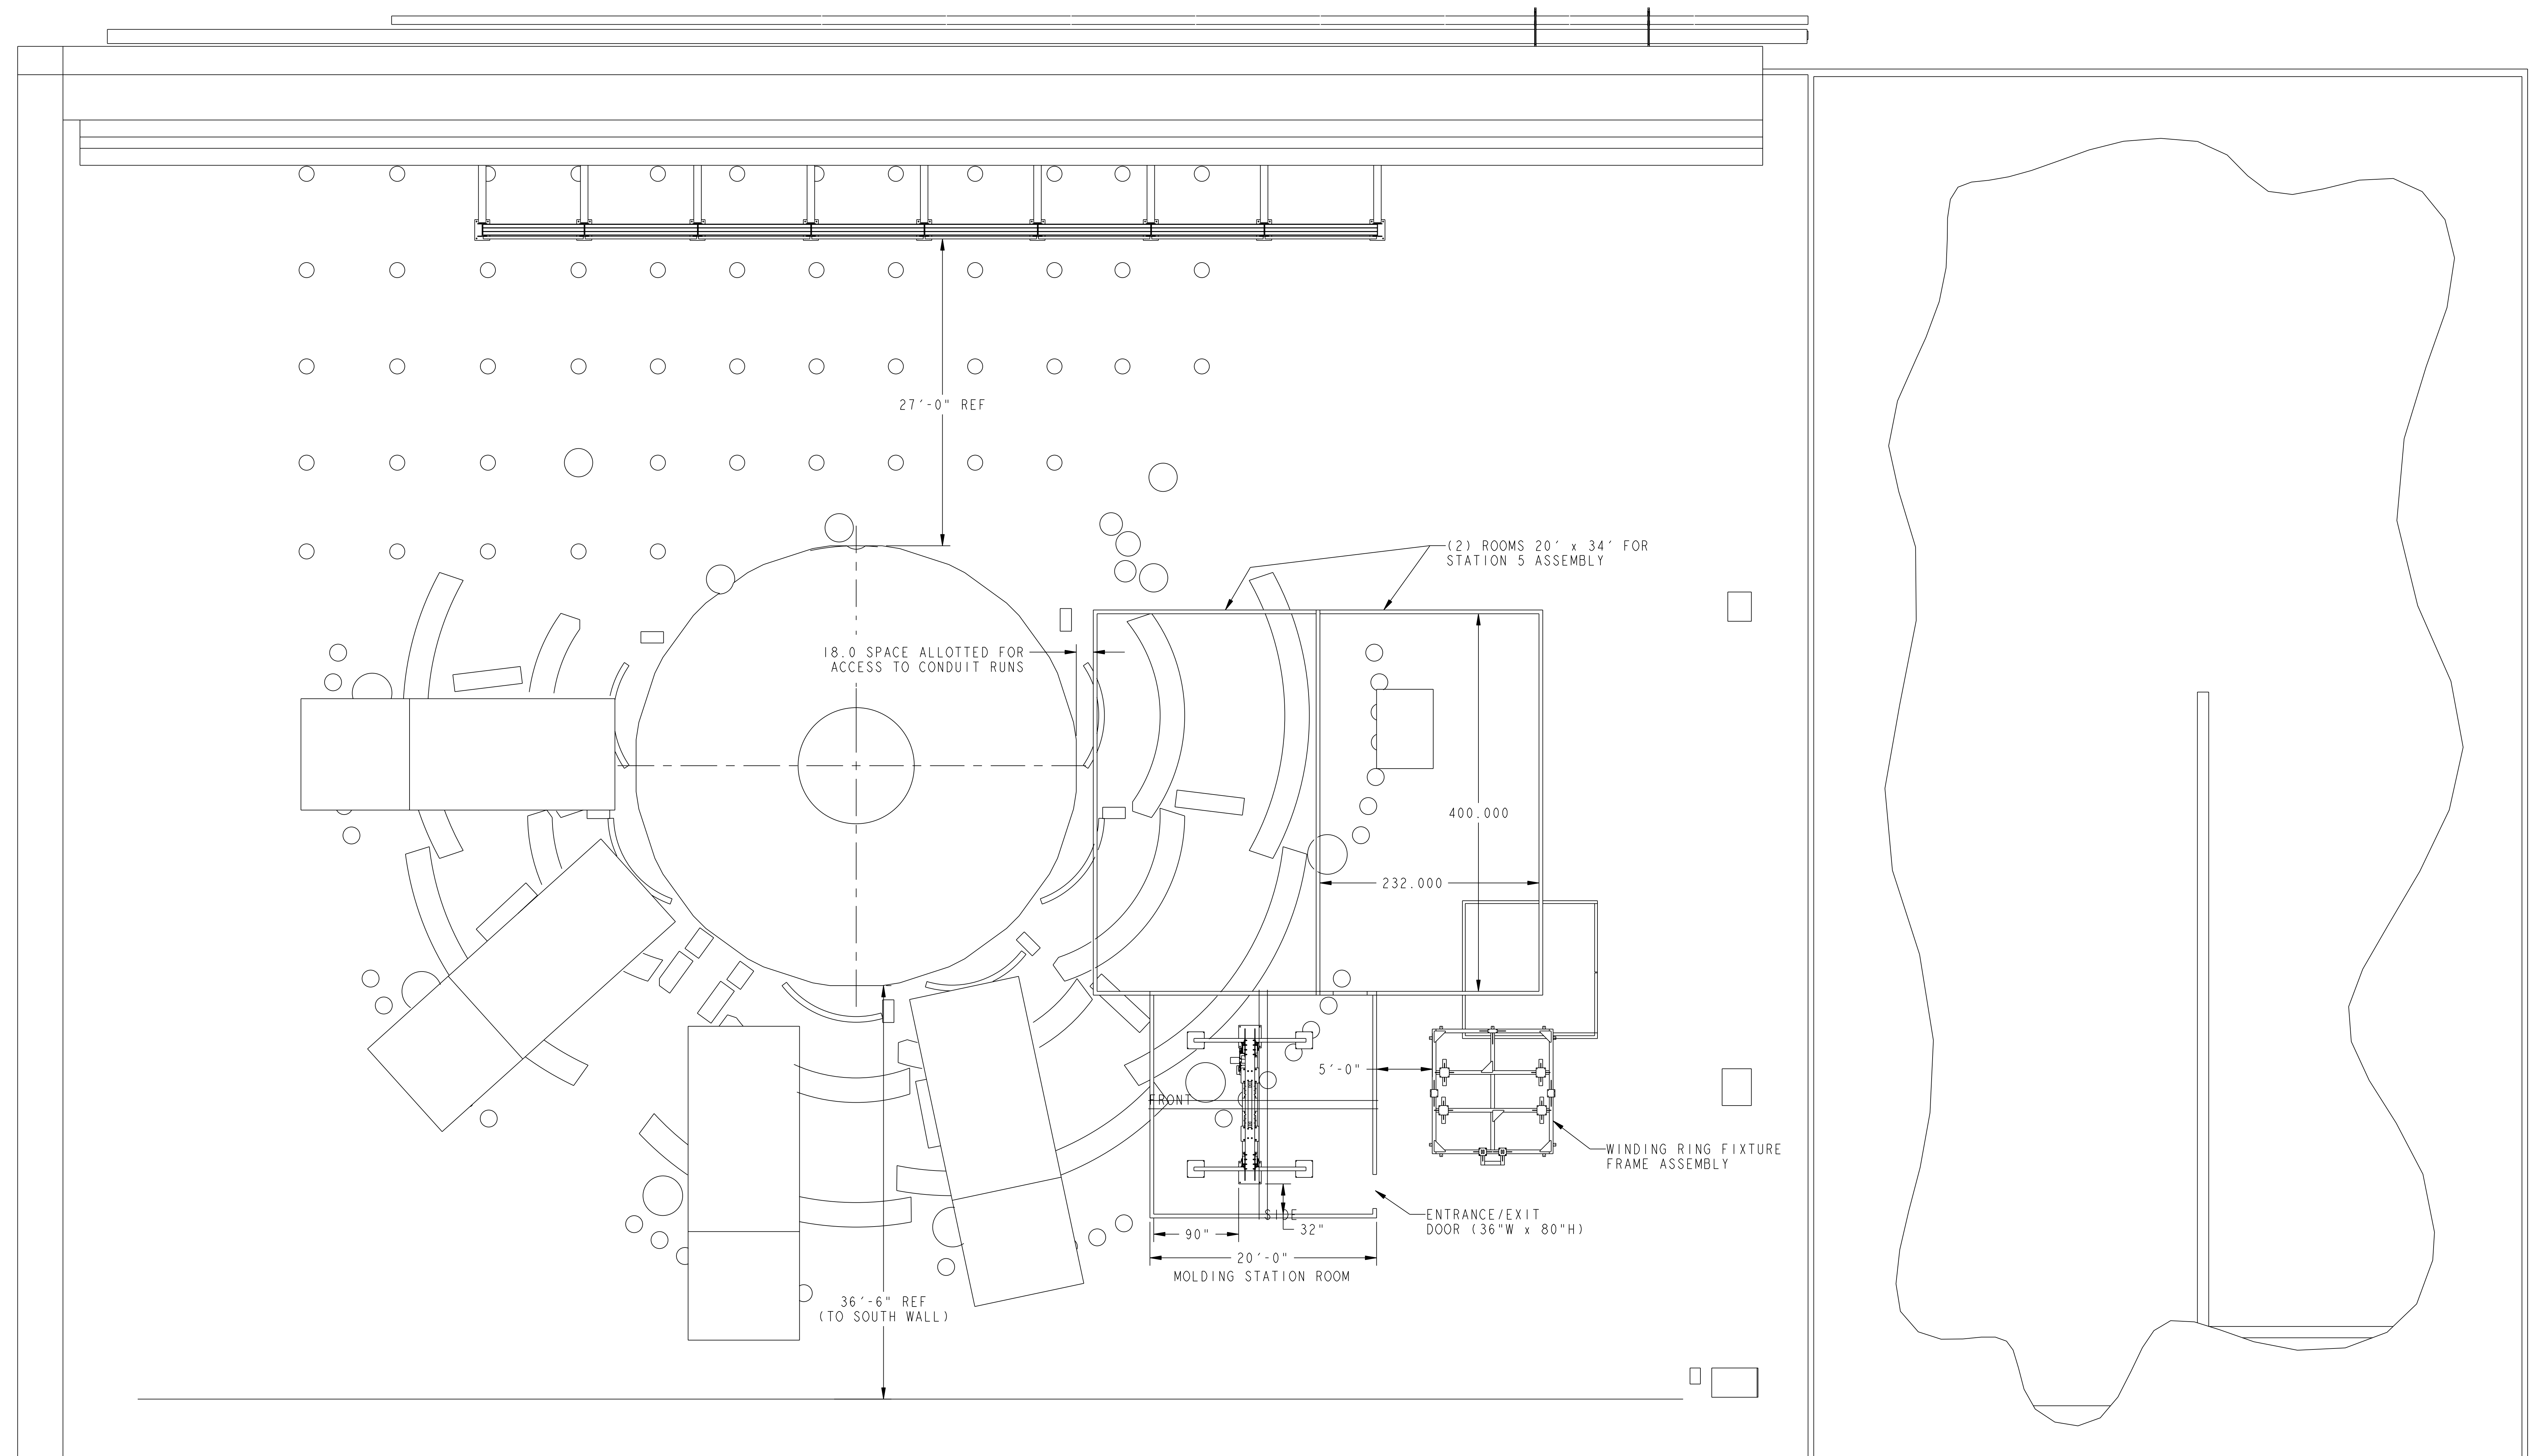 27'-0" REF
(2) ROOMS 20' x 34' FOR
STATION 5 ASSEMBLY
18.0 SPACE ALLOTTED FOR
ACCESS TO CONDUIT RUNS
400.000
232.000
5'-0"
FRONT
WINDING RING FIXTURE
FRAME ASSEMBLY
SIDE
ENTRANCE/EXIT
DOOR (36"W x 80"H)
32"
90"
20'-0"
MOLDING STATION ROOM
36'-6" REF
(TO SOUTH WALL)